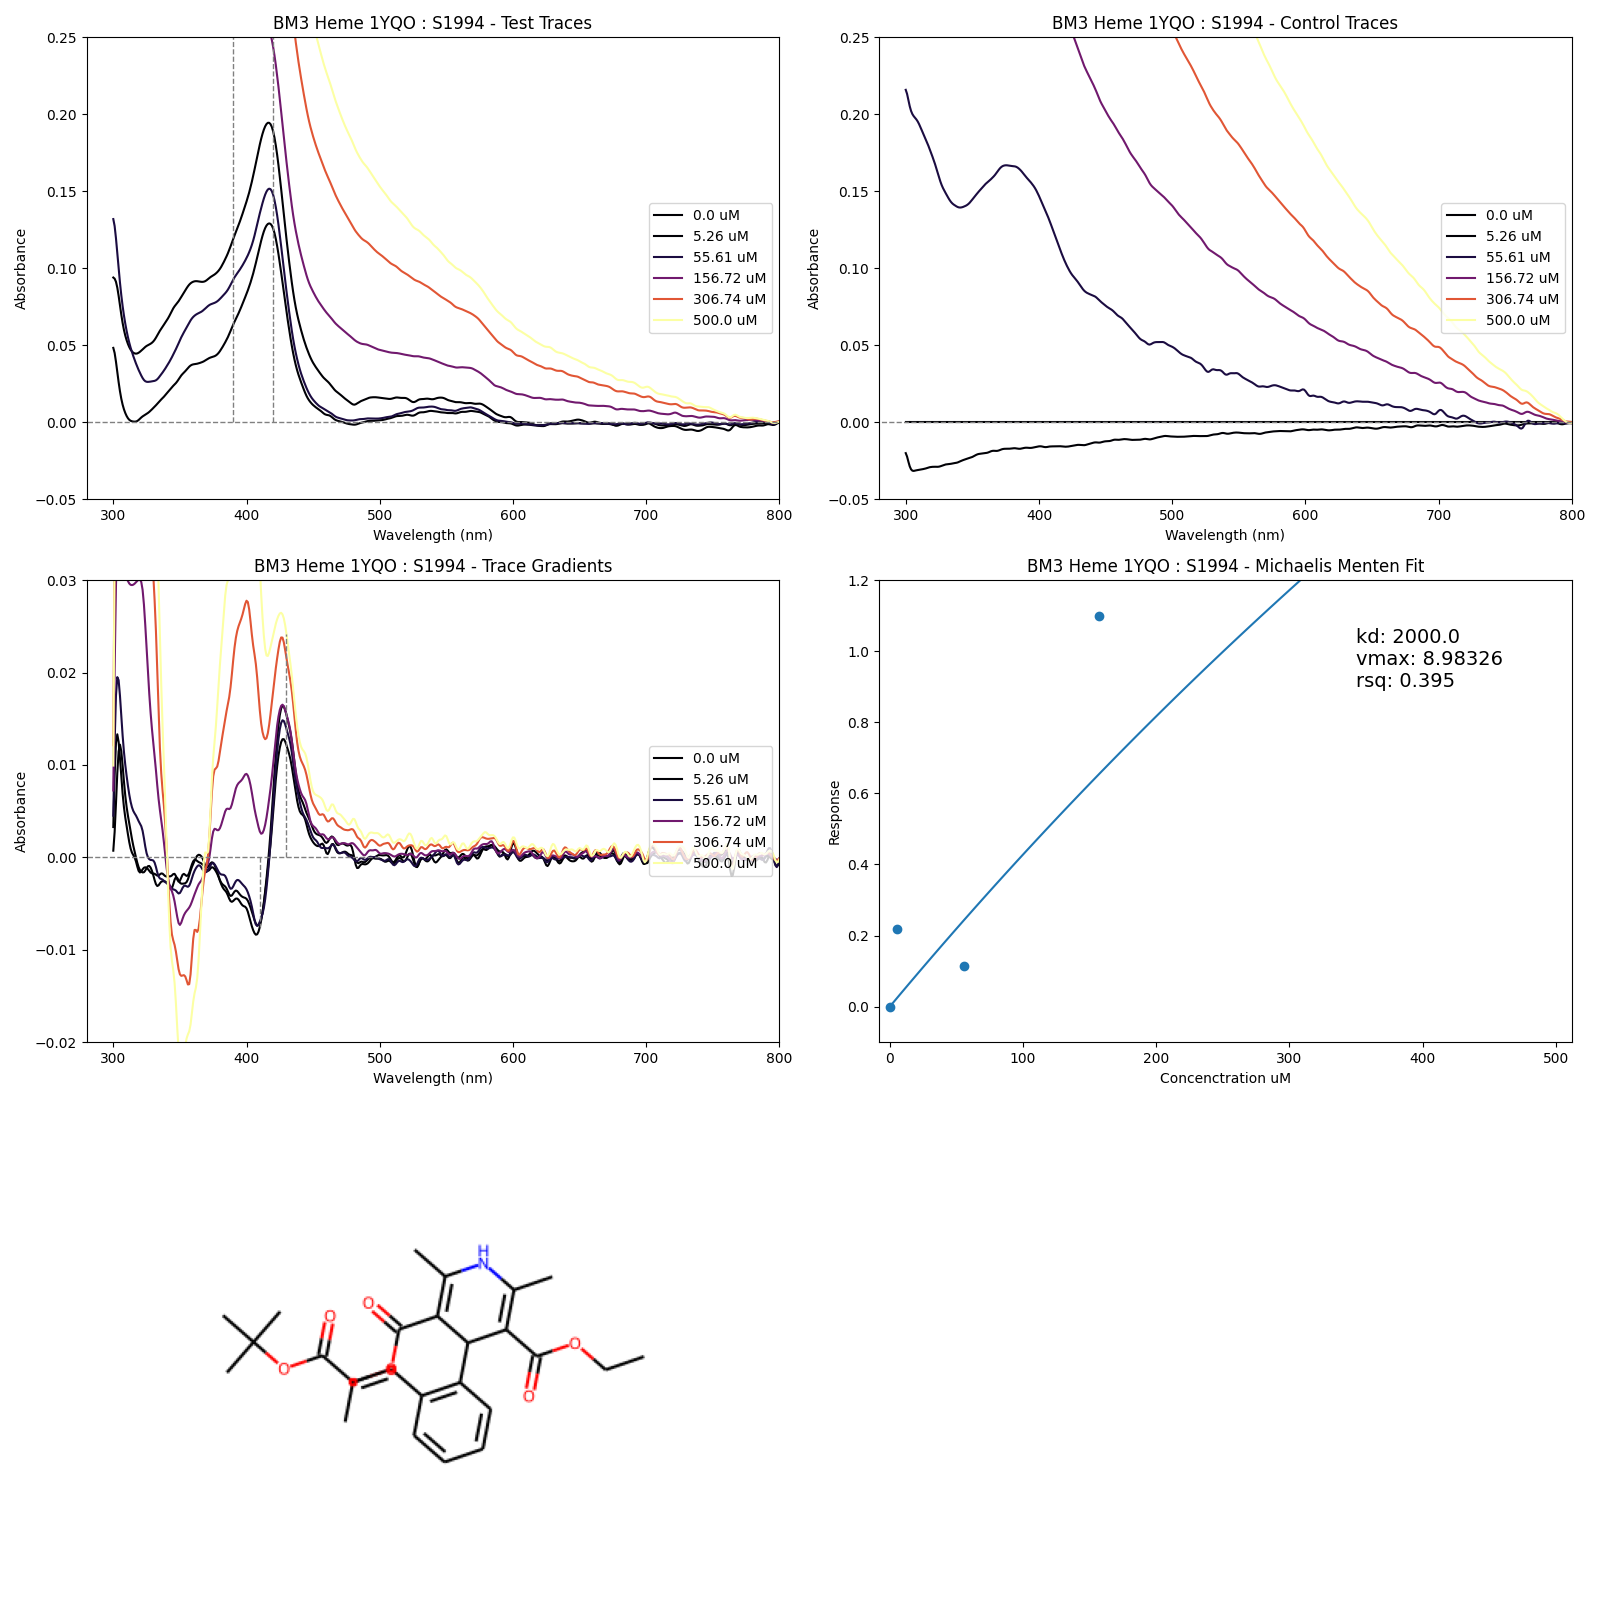 BM3 Heme 1YQO : S1994 - Test Traces
0.25
0.20
0.15
0.10
0.05
0.00
−0.05
Absorbance
300
400
500
600
700
800
Wavelength (nm)
0.0 uM
5.26 uM
55.61 uM
156.72 uM
306.74 uM
500.0 uM
BM3 Heme 1YQO : S1994 - Control Traces
0.25
0.20
0.15
0.10
0.05
0.00
−0.05
Absorbance
300
400
500
600
700
800
Wavelength (nm)
0.0 uM
5.26 uM
55.61 uM
156.72 uM
306.74 uM
500.0 uM
BM3 Heme 1YQO : S1994 - Trace Gradients
0.03
0.02
0.01
0.00
−0.01
−0.02
Absorbance
300
400
500
600
700
800
Wavelength (nm)
0.0 uM
5.26 uM
55.61 uM
156.72 uM
306.74 uM
500.0 uM
BM3 Heme 1YQO : S1994 - Michaelis Menten Fit
1.2
1.0
0.8
0.6
0.4
0.2
0.0
Response
0
100
200
300
400
500
Concenctration uM
kd: 2000.0
vmax: 8.98326
rsq: 0.395
H
N
O
O
O
O
O